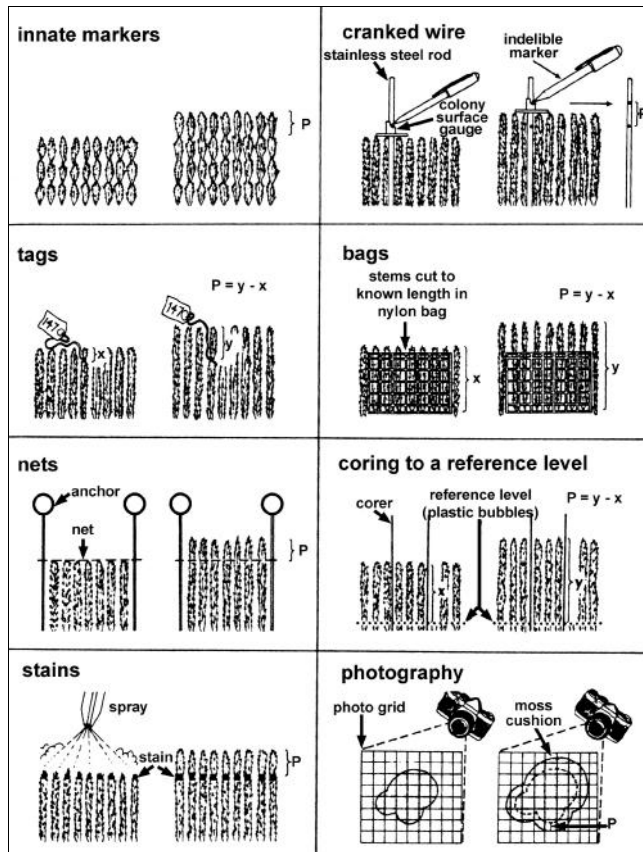 innate markers
P
cranked wire
stainless steel rod
indelible
marker
colony
surface
gauge
P
tags
P = y - x
1470
x
1470
y
bags
stems cut to
known length in
nylon bag
P = y - x
x
y
nets
anchor
net
P
coring to a reference level
corer
reference level
(plastic bubbles)
P = y - x
x
y
stains
spray
stain
P
photography
photo grid
moss
cushion
P